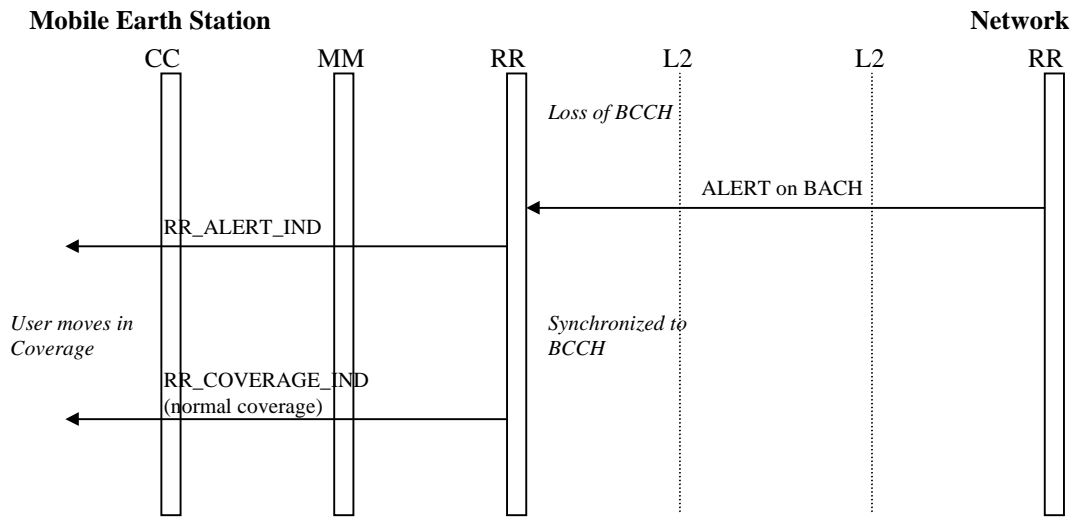 Mobile Earth Station
Network
CC MM RR L2 L2 RR
Loss of BCCH
ALERT on BACH
RR_ALERT_IND
User moves in
Coverage
Synchronized to
BCCH
RR_COVERAGE_IND
(normal coverage)